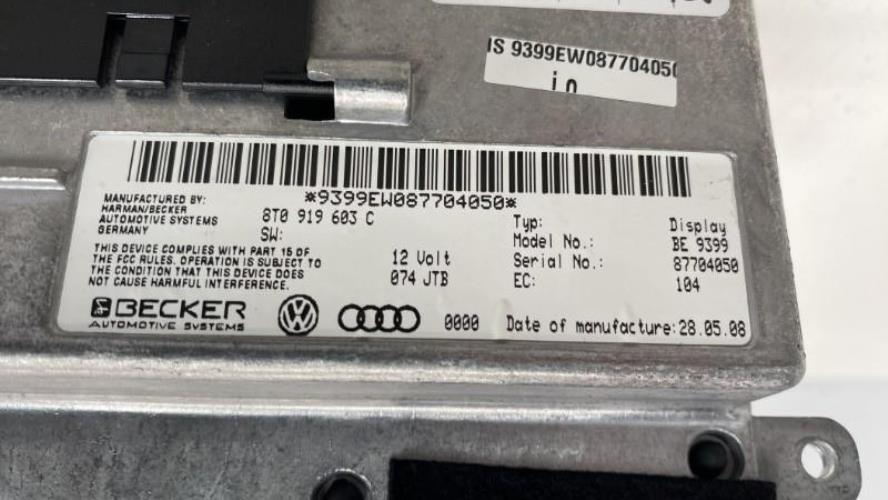 IS 9399EW087704050
*9399EW087704050*
MANUFACTURED BY:
HARMAN/BECKER
AUTOMOTIVE SYSTEMS
GERMANY
8T0 919 603 C
SW:
THIS DEVICE COMPLIES WITH PART 15 OF
THE FCC RULES. OPERATION IS SUBJECT TO
THE CONDITION THAT THIS DEVICE DOES
NOT CAUSE HARMFUL INTERFERENCE.
12 Volt
074 JTB
Typ: Display
Model No.: BE 9399
Serial No.: 87704050
EC: 104
BECKER
AUTOMOTIVE SYSTEMS
0000 Date of manufacture: 28.05.08